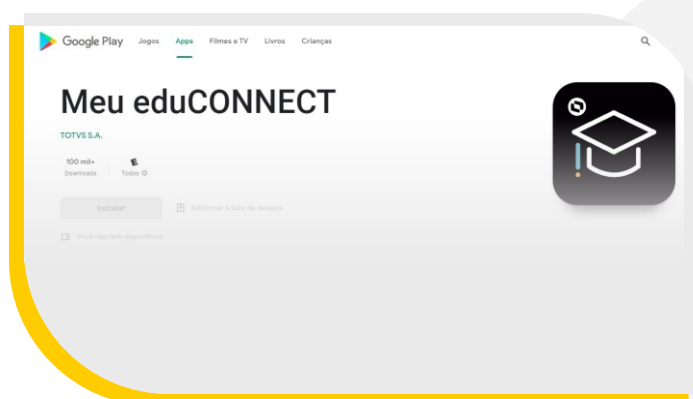 Google Play Jogos Apps Filmes e TV Livros Crianças
Meu eduCONNECT
TOTVS S.A.
100 mil+
Downloads Todos
Instalar Adicionar à lista de desejos
Você não tem dispositivos